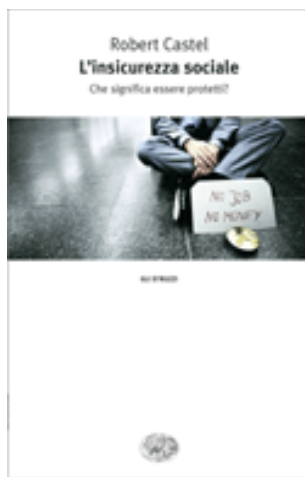 Robert Castel
L'insicurezza sociale
Che significa essere protetti?
NO JOB
NO MONEY
GLI STRUZZI